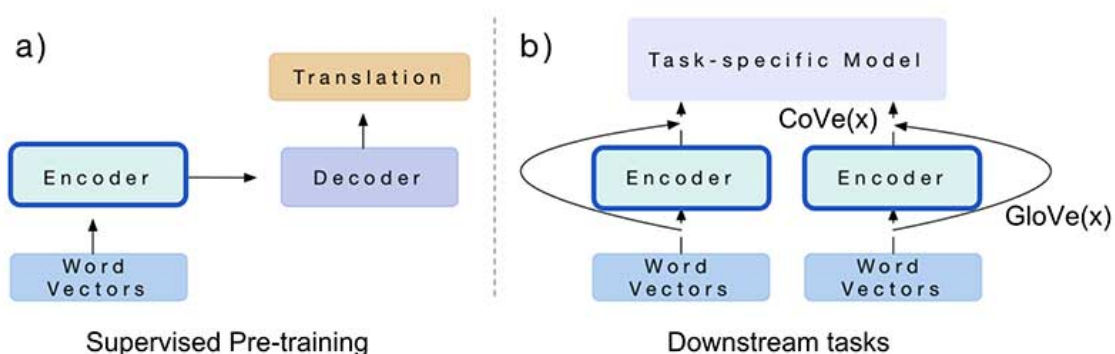 a)
Translation
Encoder
Decoder
Word
Vectors
Supervised Pre-training
b)
Task-specific Model
CoVe(x)
Encoder
Encoder
GloVe(x)
Word
Vectors
Word
Vectors
Downstream tasks